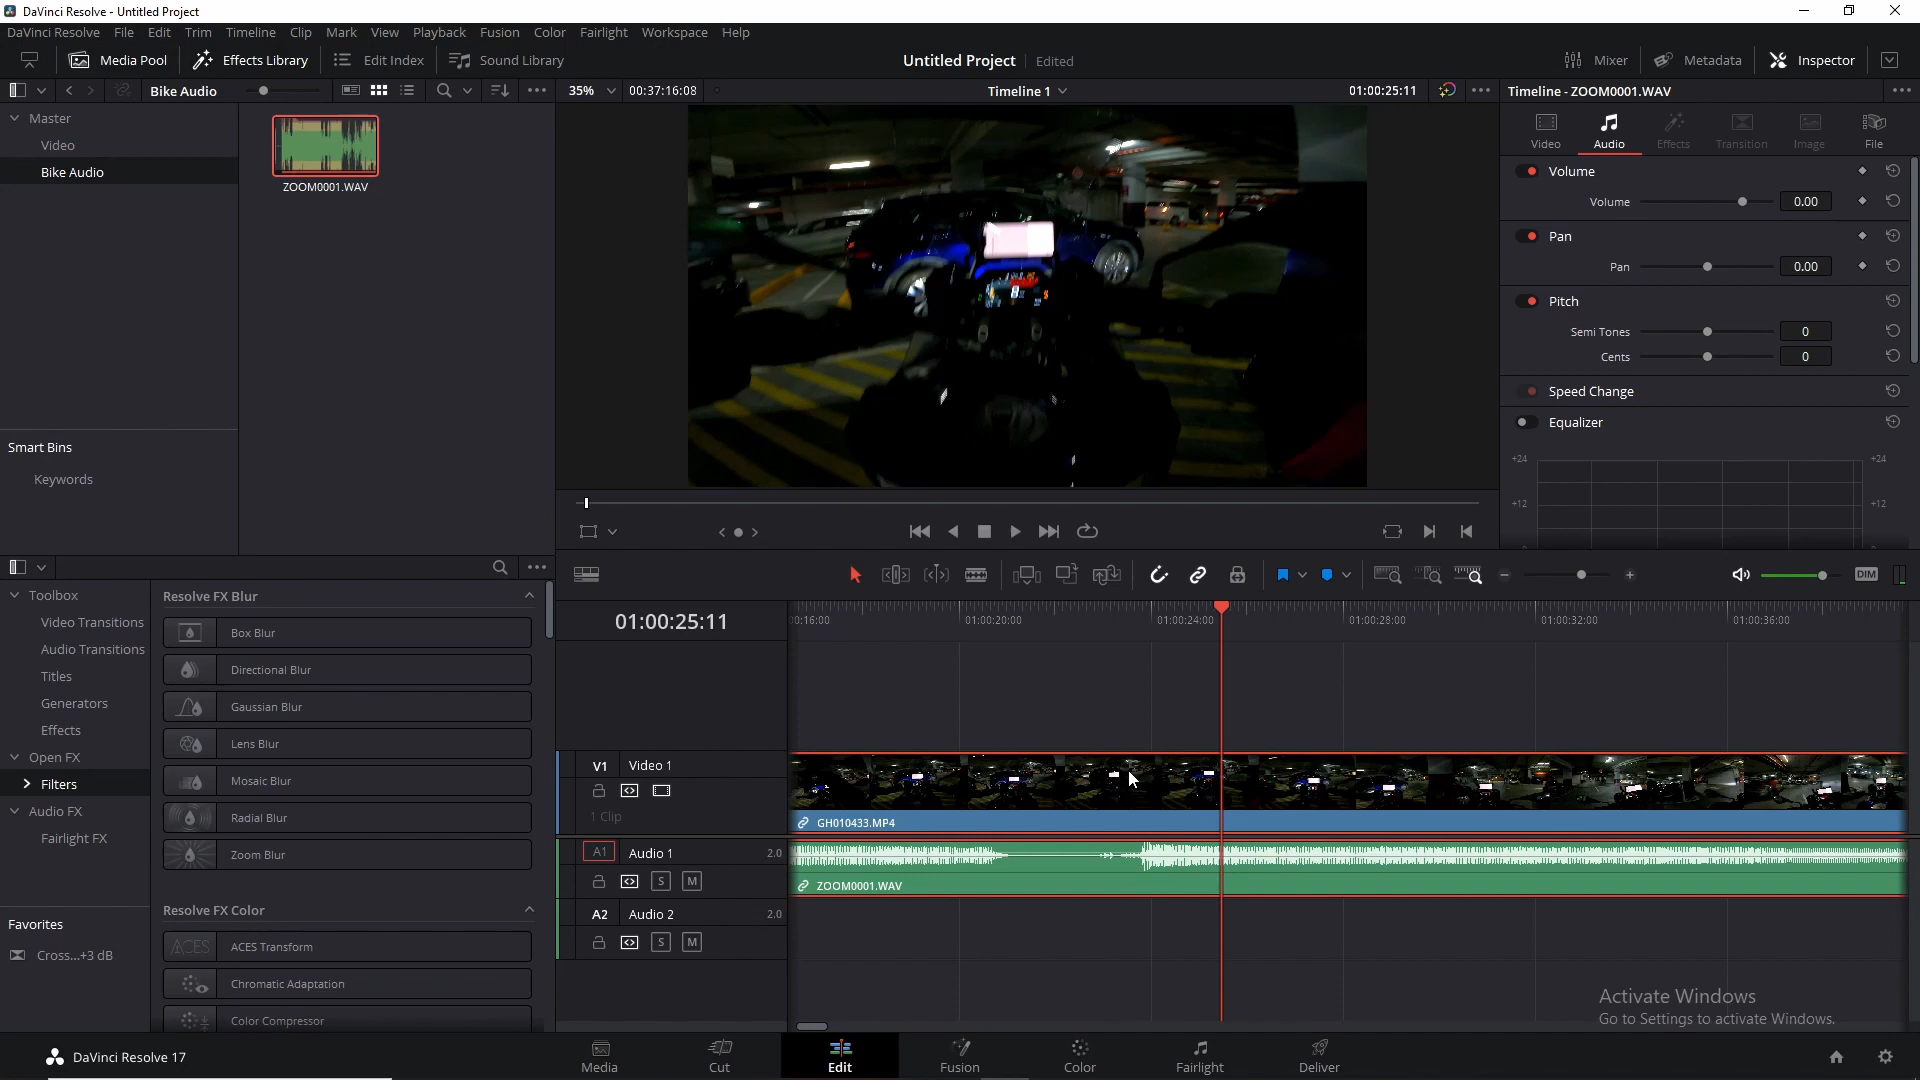 DaVinci Resolve - Untitled Project
DaVinci Resolve File Edit Trim Timeline Clip Mark View Playback Fusion Color Fairlight Workspace Help
Media Pool Effects Library Edit Index Sound Library Untitled Project Edited Mixer Metadata Inspector
Bike Audio 35% 00:37:16:08 Timeline 1 01:00:25:11 Timeline - ZOOM0001.WAV
Master
Video
Bike Audio
ZOOM0001.WAV
Smart Bins
Keywords
Video Audio Effects Transition Image File
Volume
Volume 0.00
Pan
Pan 0.00
Pitch
Semi Tones 0
Cents 0
Speed Change
Equalizer
+24 +24
+12 +12
Toolbox
Video Transitions
Audio Transitions
Titles
Generators
Effects
Open FX
Filters
Audio FX
Fairlight FX
Favorites
Cross...+3 dB
Resolve FX Blur
Box Blur
Directional Blur
Gaussian Blur
Lens Blur
Mosaic Blur
Radial Blur
Zoom Blur
Resolve FX Color
ACES ACES Transform
Chromatic Adaptation
Color Compressor
DIM
01:00:25:11
00:16:00 01:00:20:00 01:00:24:00 01:00:28:00 01:00:32:00 01:00:36:00
V1 Video 1
1 Clip
GH010433.MP4
A1 Audio 1 2.0
S M
ZOOM0001.WAV
A2 Audio 2 2.0
S M
Activate Windows
Go to Settings to activate Windows.
DaVinci Resolve 17
Media Cut Edit Fusion Color Fairlight Deliver